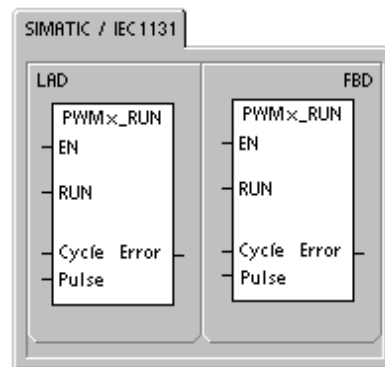 SIMATIC / IEC1131
LAD
PWMx_RUN
EN
RUN
Cycle Error
Pulse
FBD
PWMx_RUN
EN
RUN
Cycle Error
Pulse